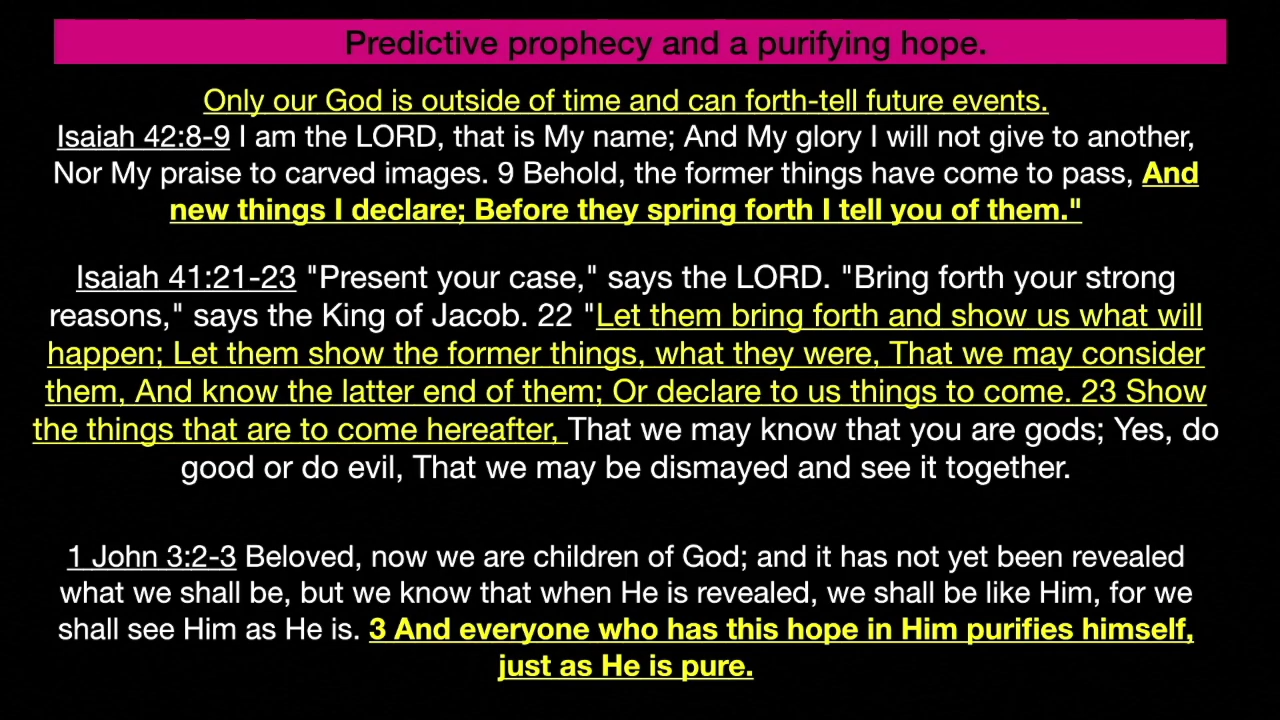 Predictive prophecy and a purifying hope.
Only our God is outside of time and can forth-tell future events.
Isaiah 42:8-9 I am the LORD, that is My name; And My glory I will not give to another,
Nor My praise to carved images. 9 Behold, the former things have come to pass, And
new things I declare; Before they spring forth I tell you of them."
Isaiah 41:21-23 "Present your case," says the LORD. "Bring forth your strong
reasons," says the King of Jacob. 22 "Let them bring forth and show us what will
happen; Let them show the former things, what they were, That we may consider
them, And know the latter end of them; Or declare to us things to come. 23 Show
the things that are to come hereafter, That we may know that you are gods; Yes, do
good or do evil, That we may be dismayed and see it together.
1 John 3:2-3 Beloved, now we are children of God; and it has not yet been revealed
what we shall be, but we know that when He is revealed, we shall be like Him, for we
shall see Him as He is. 3 And everyone who has this hope in Him purifies himself,
just as He is pure.